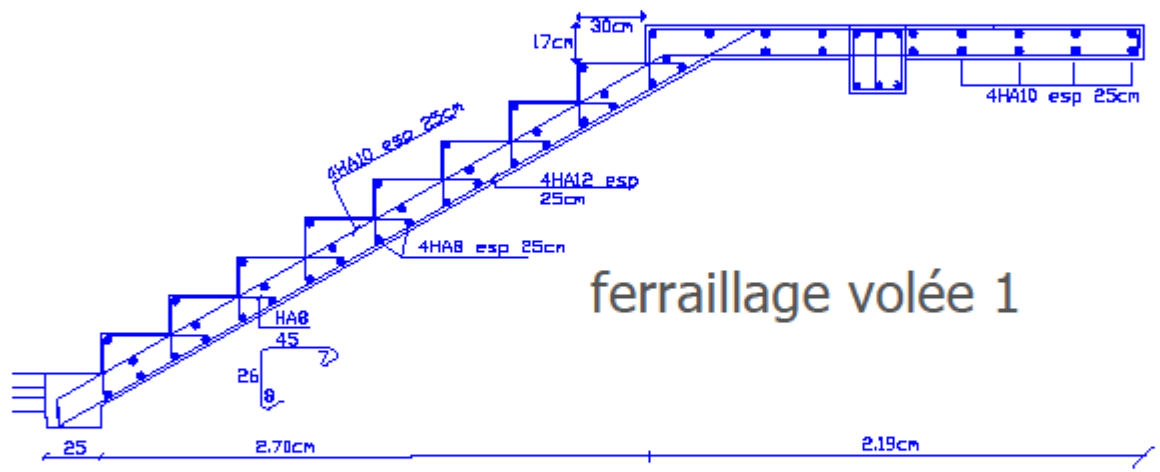 30cm
17cm
4HA10 esp 25cm
4HA10 esp 25cm
4HA12 esp
25cm
4HA8 esp 25cm
ferraillage volée 1
HA8
45
7
26
8
25
2.70cm
2.19cm